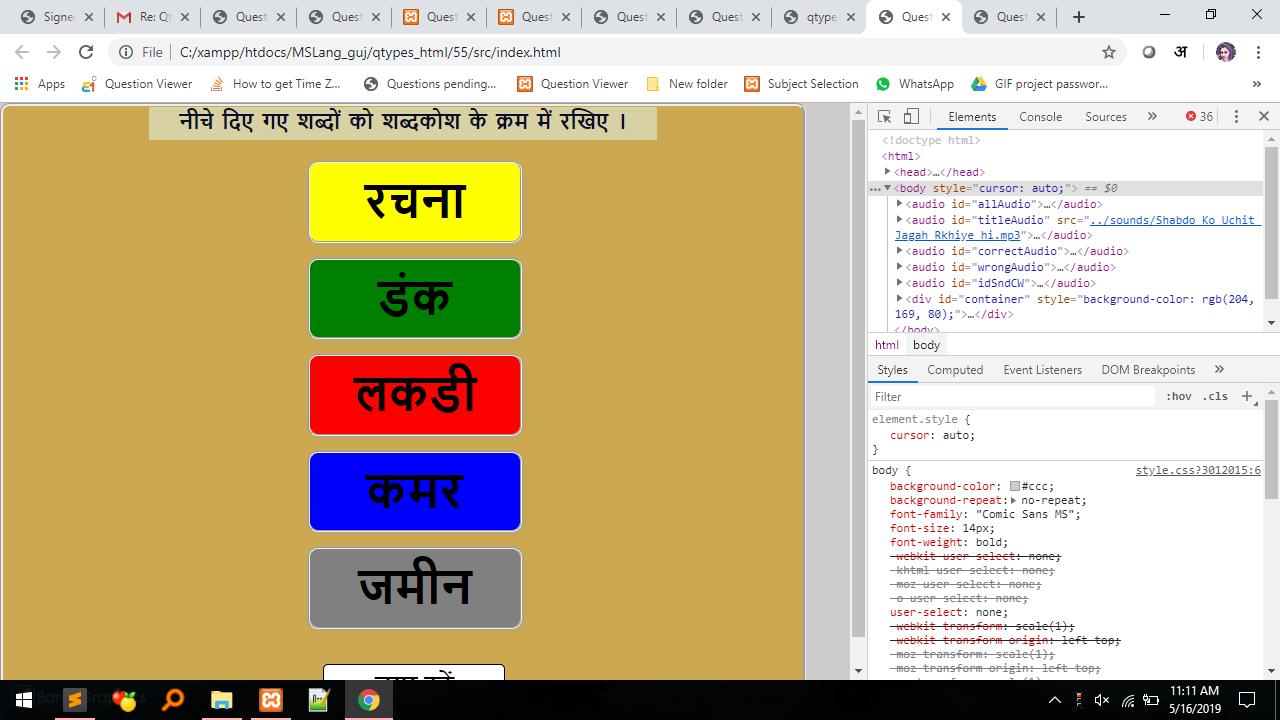 Signe
Re: Qt
Quest
Quest
Quest
Quest
Quest
Quest
qtype
Quest
Quest
File
C:/xampp/htdocs/MSLang_guj/qtypes_html/55/src/index.html
अ
Apps
Question Viewer
How to get Time Z...
Questions pending...
Question Viewer
New folder
Subject Selection
WhatsApp
GIF project passwor...
»
नीचे दिए गए शब्दों को शब्दकोश के क्रम में रखिए ।
रचना
डंक
लकडी
कमर
जमीन
Elements Console Sources » 36
<!doctype html>
<html>
<head>…</head>
<body style="cursor: auto;"> == $0
<audio id="allAudio">…</audio>
<audio id="titleAudio" src="../sounds/Shabdo Ko Uchit
Jagah Rkhiye hi.mp3">…</audio>
<audio id="correctAudio">…</audio>
<audio id="wrongAudio">…</audio>
<audio id="idSndCW">…</audio>
<div id="container" style="background-color: rgb(204,
169, 80);">…</div>
</body>
html body
Styles Computed Event Listeners DOM Breakpoints »
Filter :hov .cls +
element.style {
cursor: auto;
}
body { style.css?3012015:6
background-color: #ccc;
background-repeat: no-repeat;
font-family: "Comic Sans MS";
font-size: 14px;
font-weight: bold;
-webkit-user-select: none;
-khtml-user-select: none;
-moz-user-select: none;
-o-user-select: none;
user-select: none;
-webkit-transform: scale(1);
-webkit-transform-origin: left top;
-moz-transform: scale(1);
-moz-transform-origin: left top;
11:11 AM
5/16/2019